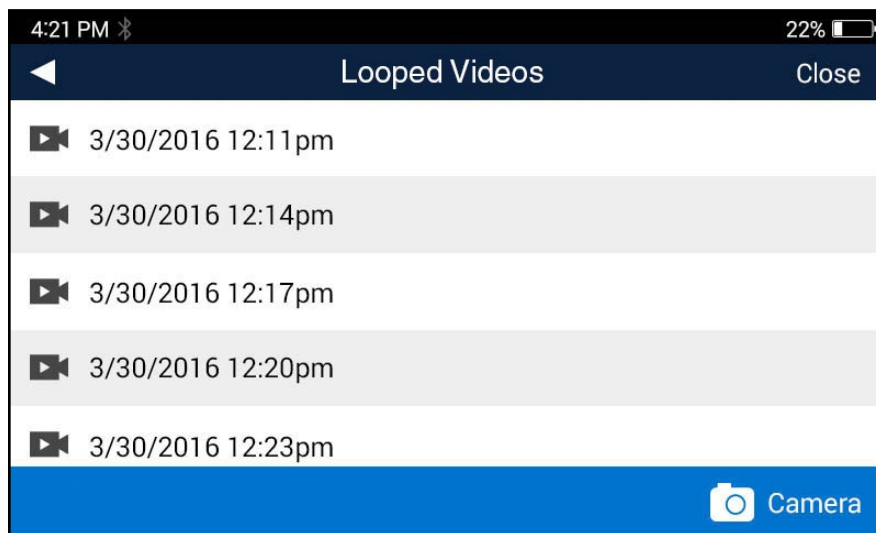 4:21 PM 22%
Looped Videos Close
3/30/2016 12:11pm
3/30/2016 12:14pm
3/30/2016 12:17pm
3/30/2016 12:20pm
3/30/2016 12:23pm
Camera